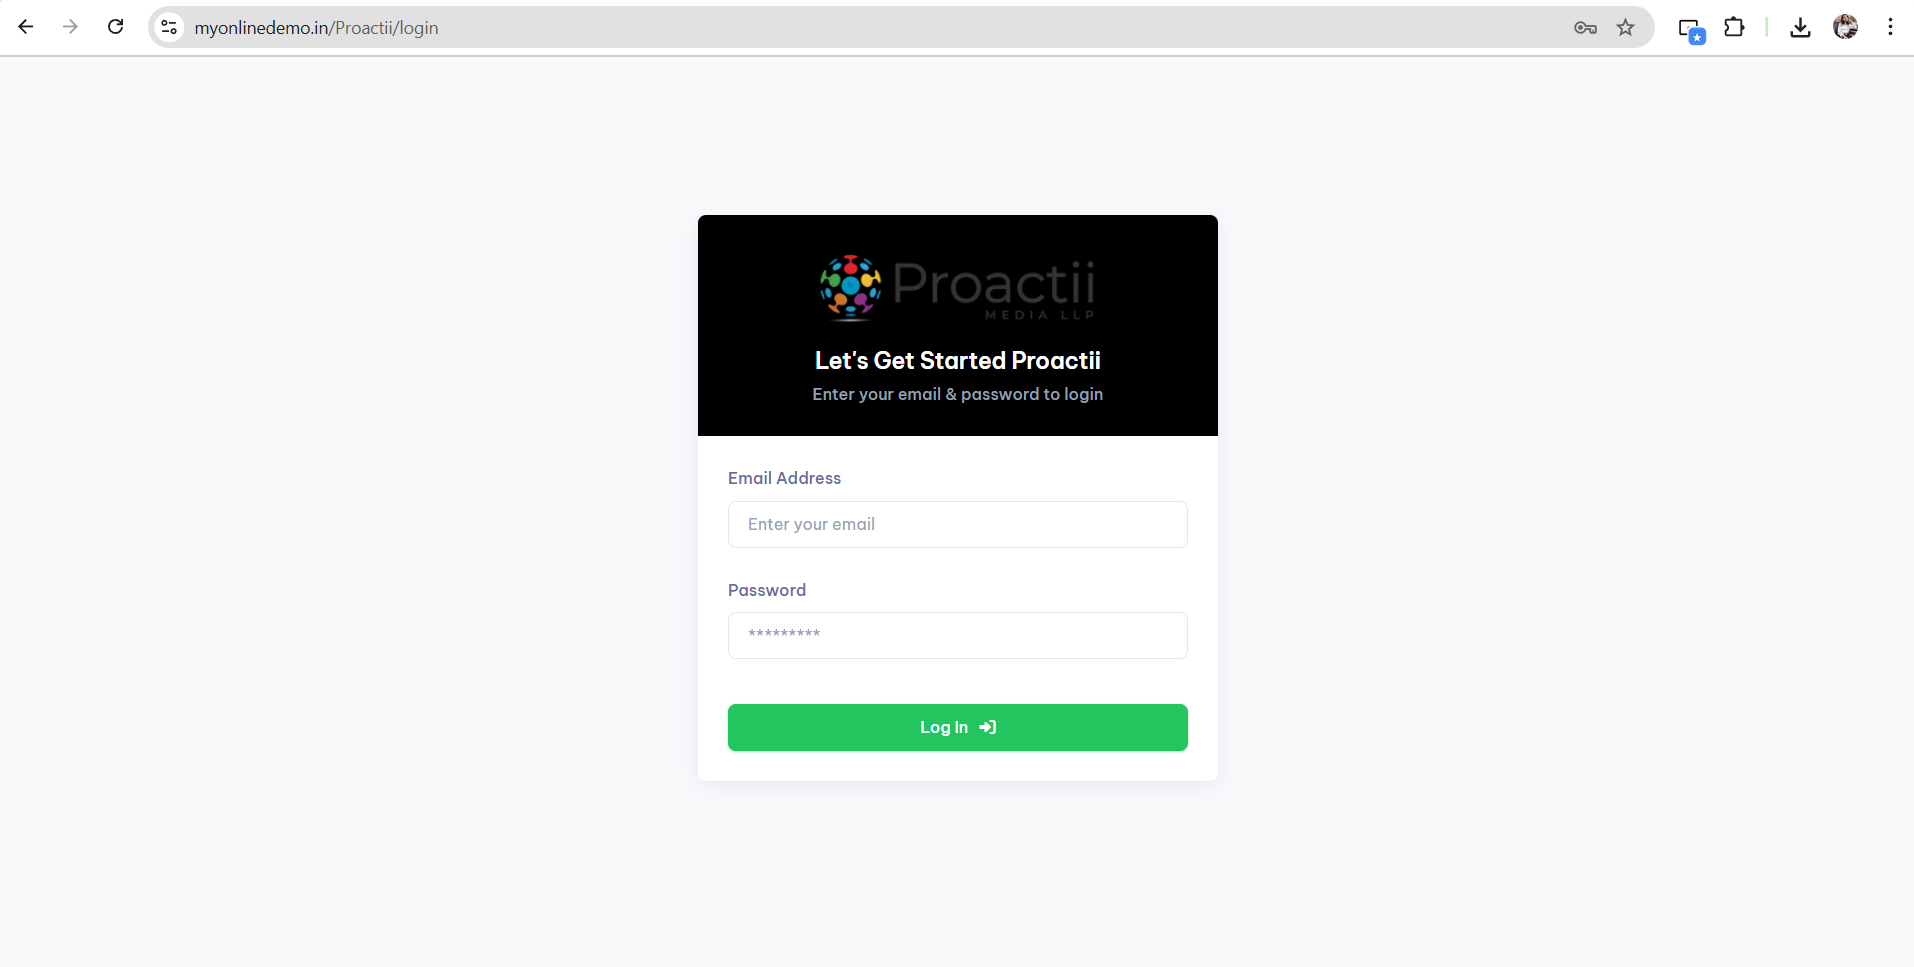 myonlinedemo.in/Proactii/login
Proactii
MEDIA LLP
Let's Get Started Proactii
Enter your email & password to login
Email Address
Enter your email
Password
*********
Log In